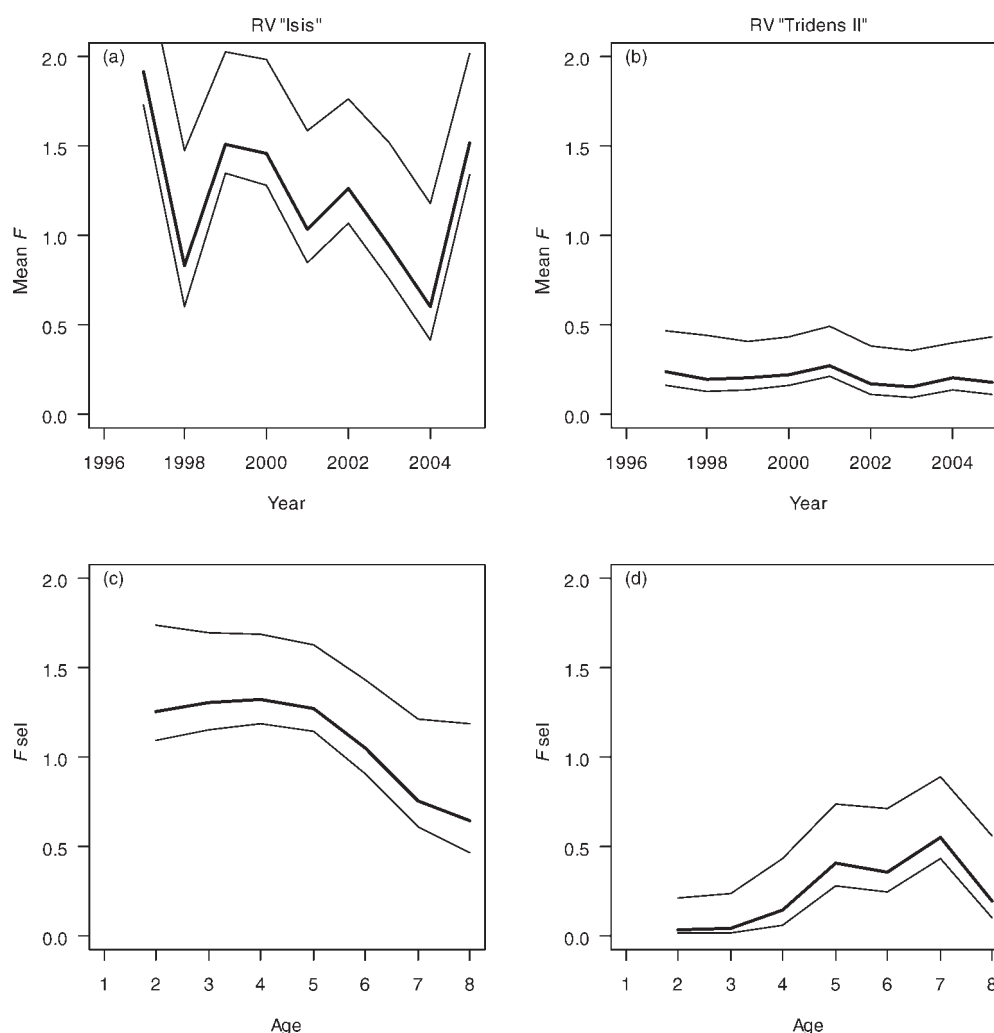 RV "Isis"
(a)
2.0
1.5
1.0
0.5
0.0
Mean F
1996 1998 2000 2002 2004
Year
RV "Tridens II"
(b)
2.0
1.5
1.0
0.5
0.0
Mean F
1996 1998 2000 2002 2004
Year
(c)
2.0
1.5
1.0
0.5
0.0
F sel
1 2 3 4 5 6 7 8
Age
(d)
2.0
1.5
1.0
0.5
0.0
F sel
1 2 3 4 5 6 7 8
Age